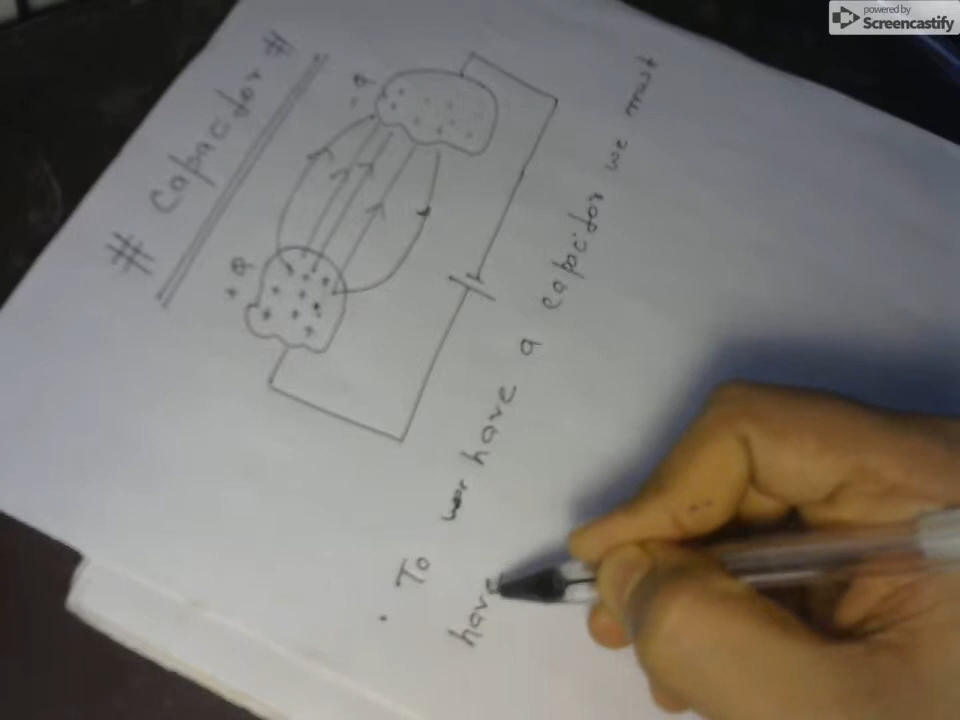 # Capacitor #
- q
+ q
• To have a capacitor we must
have
powered by
Screencastify